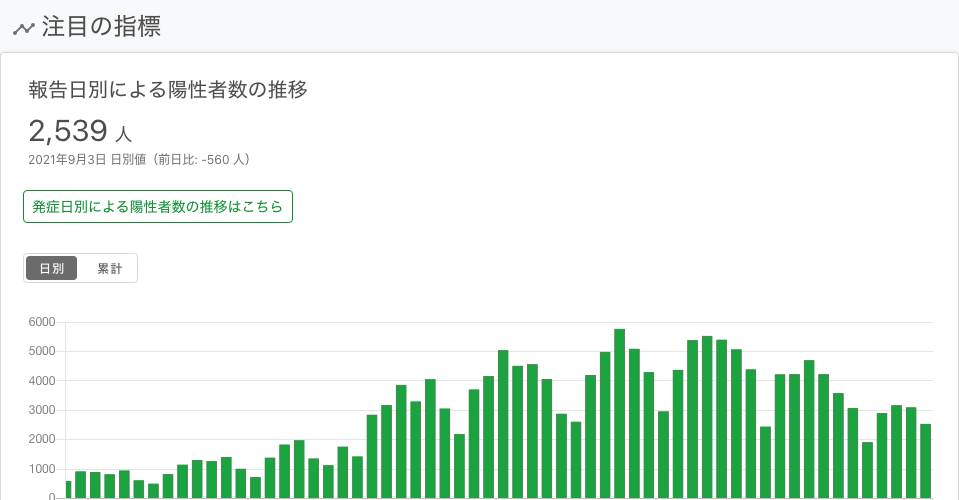 注目の指標
報告日別による陽性者数の推移
2,539 人
2021年9月3日 日別値（前日比: -560 人）
発症日別による陽性者数の推移はこちら
日別 累計
6000
5000
4000
3000
2000
1000
0